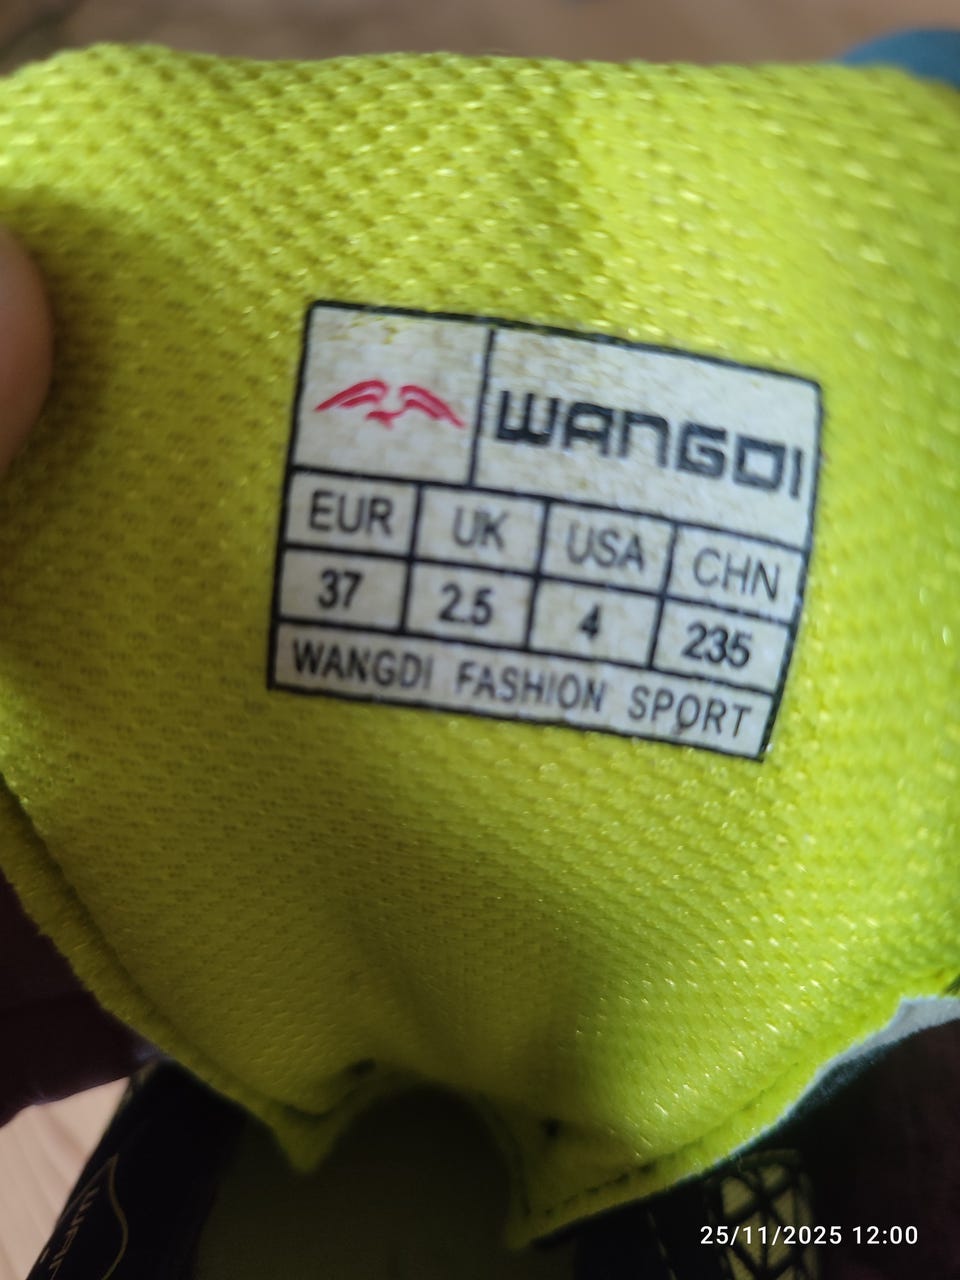 WANGDI
EUR UK USA CHN
37 2.5 4 235
WANGDI FASHION SPORT
25/11/2025 12:00